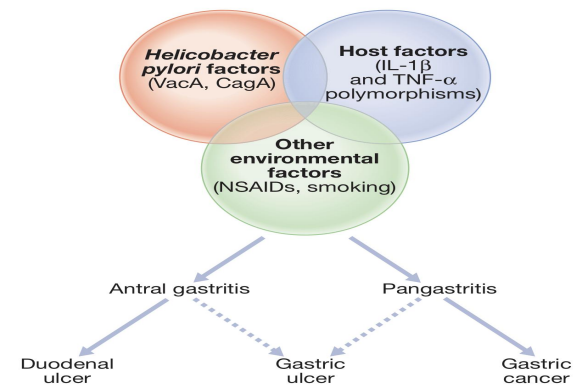 Helicobacter
pylori factors
(VacA, CagA)
Host factors
(IL-1β
and TNF-α
polymorphisms)
Other
environmental
factors
(NSAIDs, smoking)
Antral gastritis
Pangastritis
Duodenal
ulcer
Gastric
ulcer
Gastric
cancer